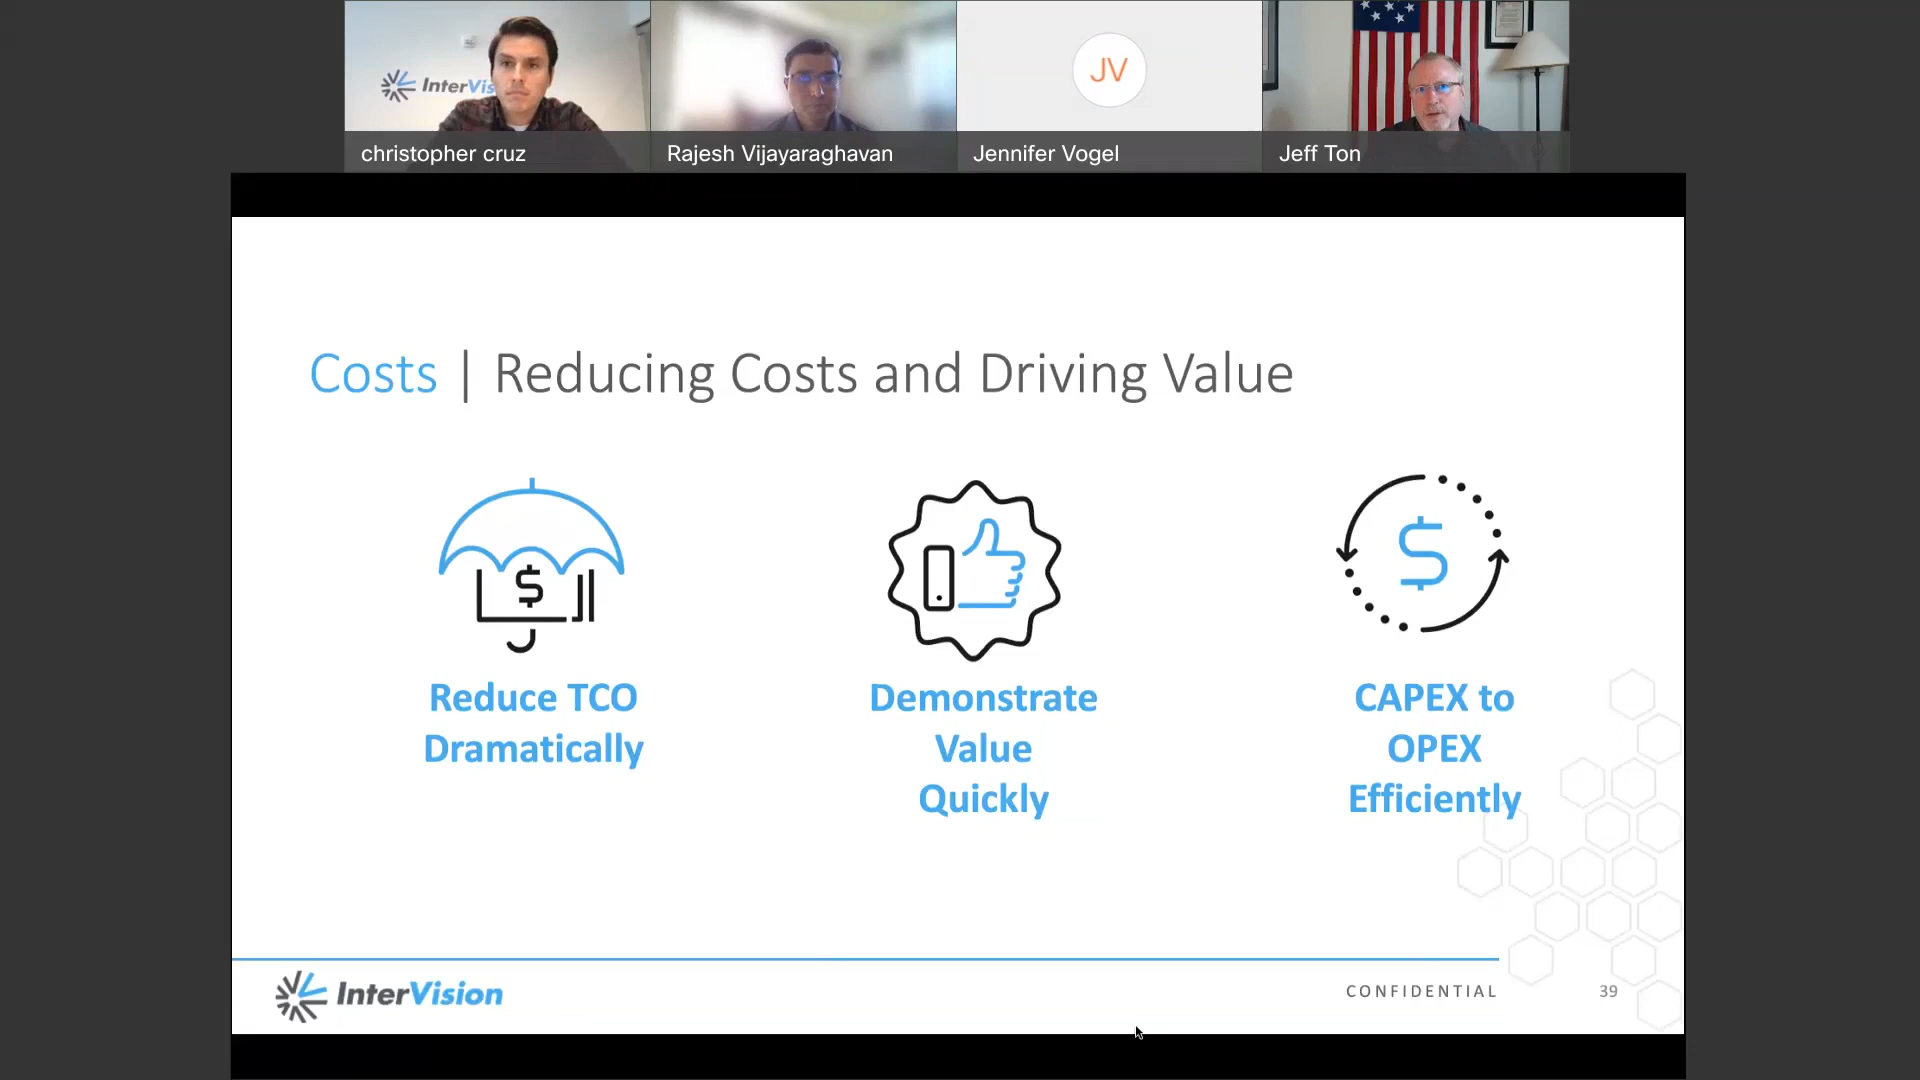 InterVis
JV
christopher cruz
Rajesh Vijayaraghavan
Jennifer Vogel
Jeff Ton
Costs | Reducing Costs and Driving Value
$
$
Reduce TCO
Dramatically
Demonstrate
Value
Quickly
CAPEX to
OPEX
Efficiently
InterVision
CONFIDENTIAL
39